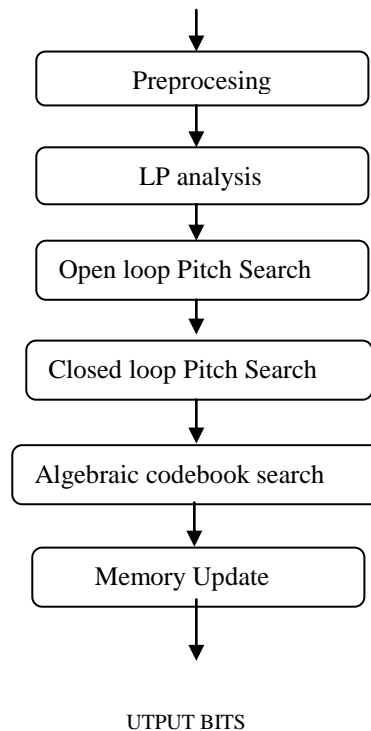 Preprocesing
LP analysis
Open loop Pitch Search
Closed loop Pitch Search
Algebraic codebook search
Memory Update
UTPUT BITS